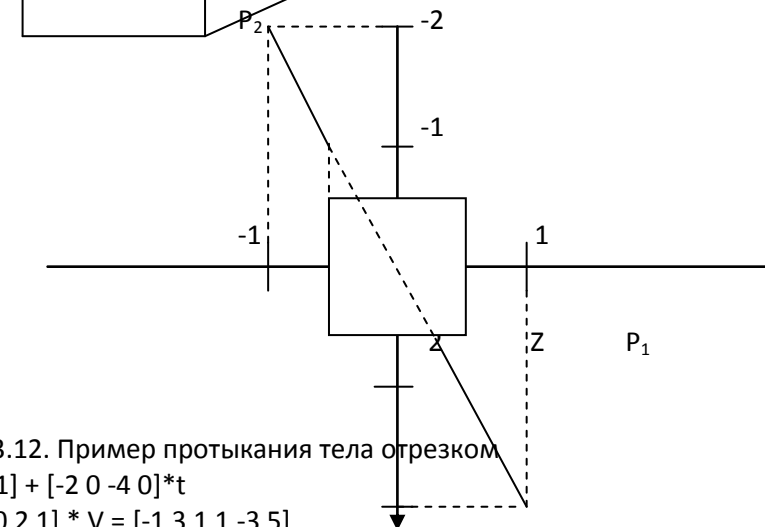 P₂
-2
-1
-1
1
2
Z
P₁
3.12. Пример протыкания тела отрезком
1] + [-2 0 -4 0]*t
0 2 1] * V = [-1 3 1 1 -3 5]